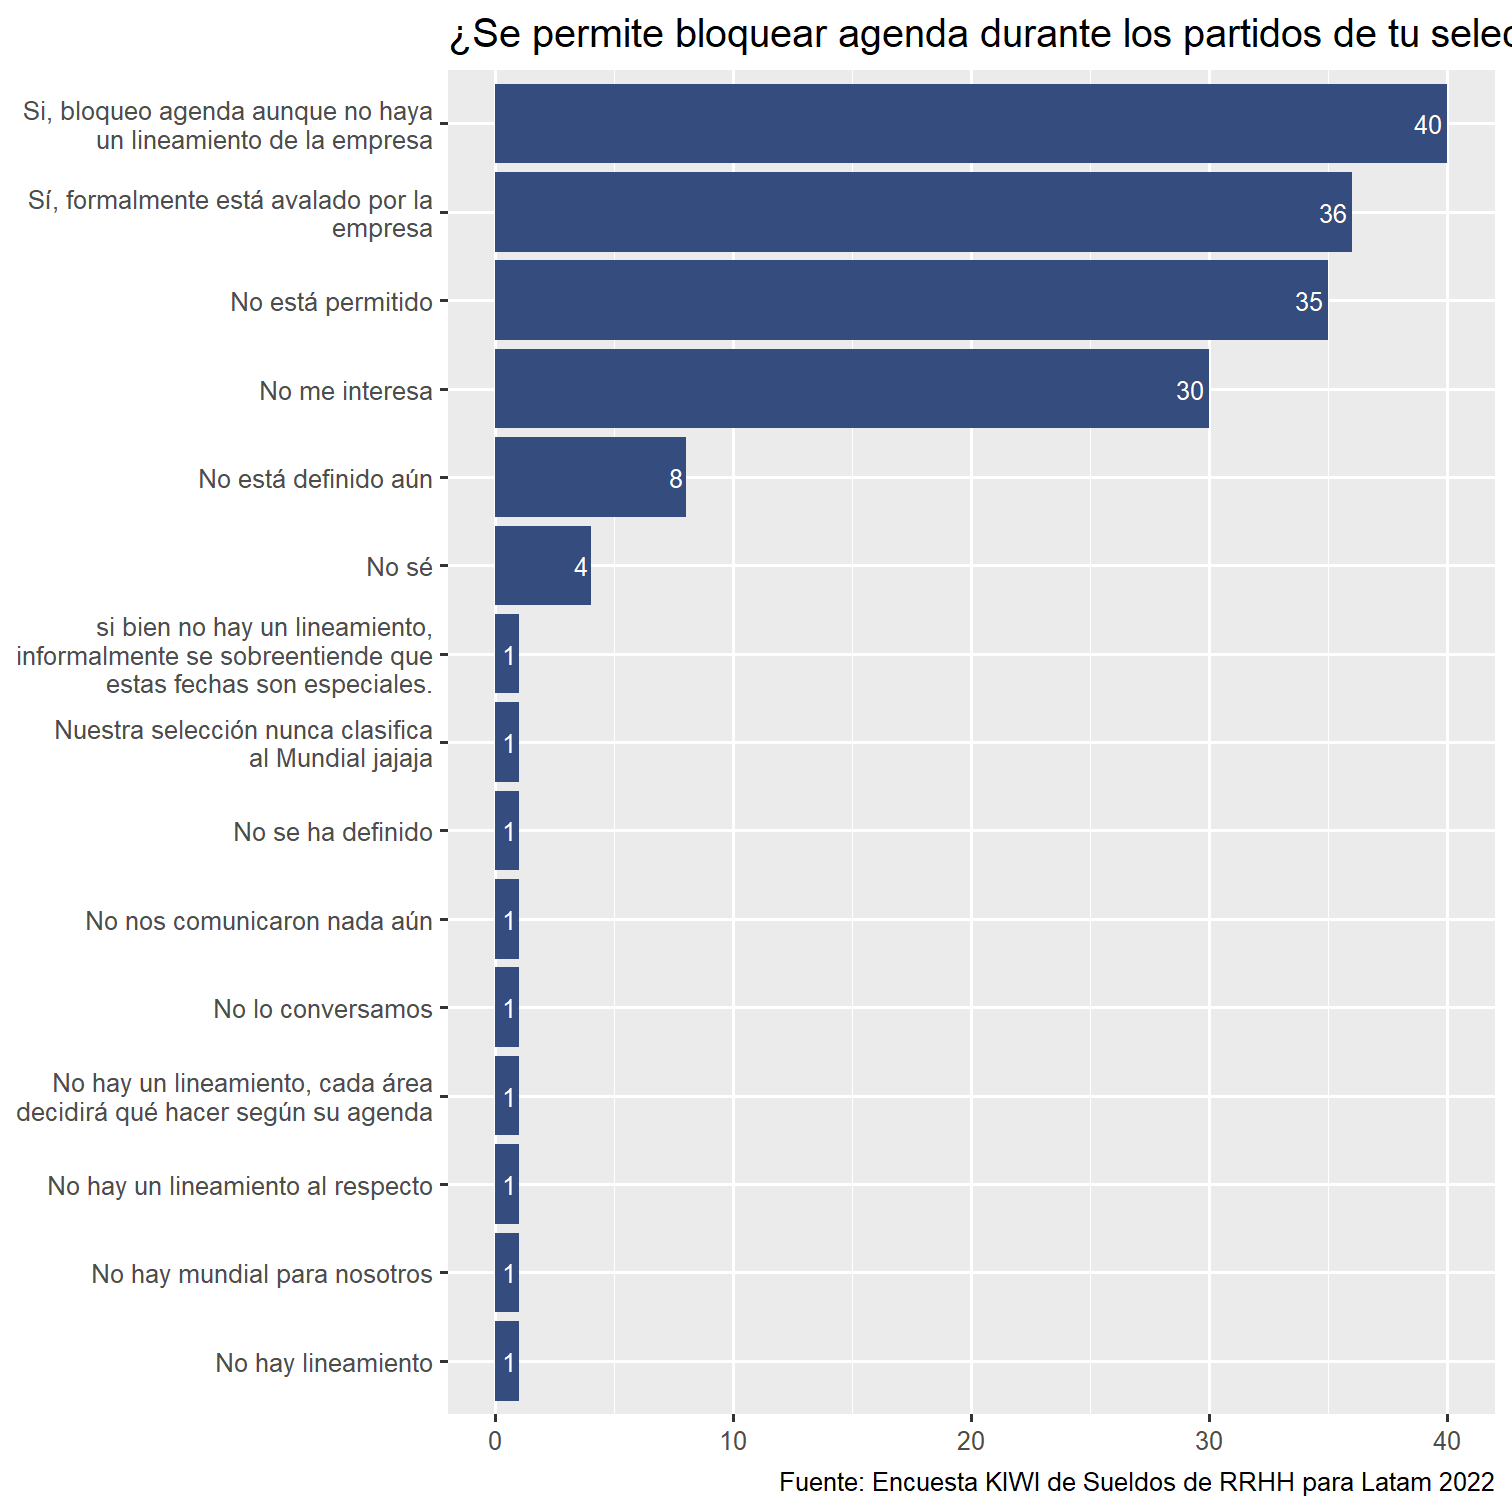 ¿Se permite bloquear agenda durante los partidos de tu selec
Si, bloqueo agenda aunque no haya
un lineamiento de la empresa
40
Sí, formalmente está avalado por la
empresa
36
No está permitido
35
No me interesa
30
No está definido aún
8
No sé
4
si bien no hay un lineamiento,
informalmente se sobreentiende que
estas fechas son especiales.
1
Nuestra selección nunca clasifica
al Mundial jajaja
1
No se ha definido
1
No nos comunicaron nada aún
1
No lo conversamos
1
No hay un lineamiento, cada área
decidirá qué hacer según su agenda
1
No hay un lineamiento al respecto
1
No hay mundial para nosotros
1
No hay lineamiento
1
0 10 20 30 40
Fuente: Encuesta KIWI de Sueldos de RRHH para Latam 2022